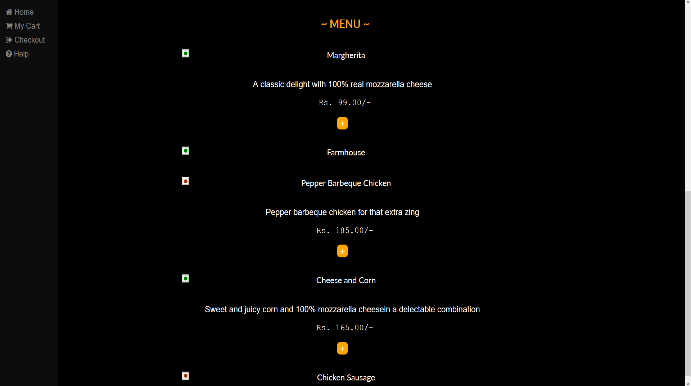 Home
My Cart
Checkout
Help
~ MENU ~
Margherita
A classic delight with 100% real mozzarella cheese
Rs. 99.00/-
+
Farmhouse
Pepper Barbeque Chicken
Pepper barbeque chicken for that extra zing
Rs. 185.00/-
+
Cheese and Corn
Sweet and juicy corn and 100% mozzarella cheesein a delectable combination
Rs. 165.00/-
+
Chicken Sausage